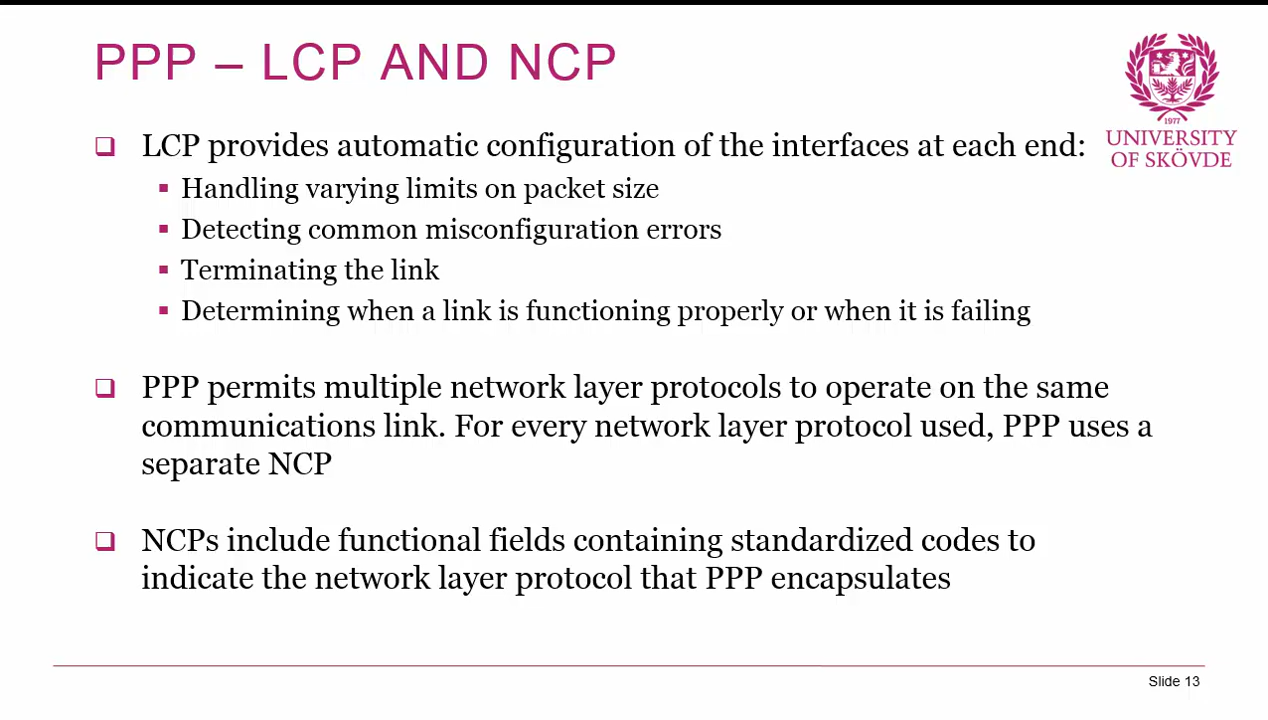 PPP – LCP AND NCP
1977
UNIVERSITY
OF SKÖVDE
LCP provides automatic configuration of the interfaces at each end:
Handling varying limits on packet size
Detecting common misconfiguration errors
Terminating the link
Determining when a link is functioning properly or when it is failing
PPP permits multiple network layer protocols to operate on the same
communications link. For every network layer protocol used, PPP uses a
separate NCP
NCPs include functional fields containing standardized codes to
indicate the network layer protocol that PPP encapsulates
Slide 13